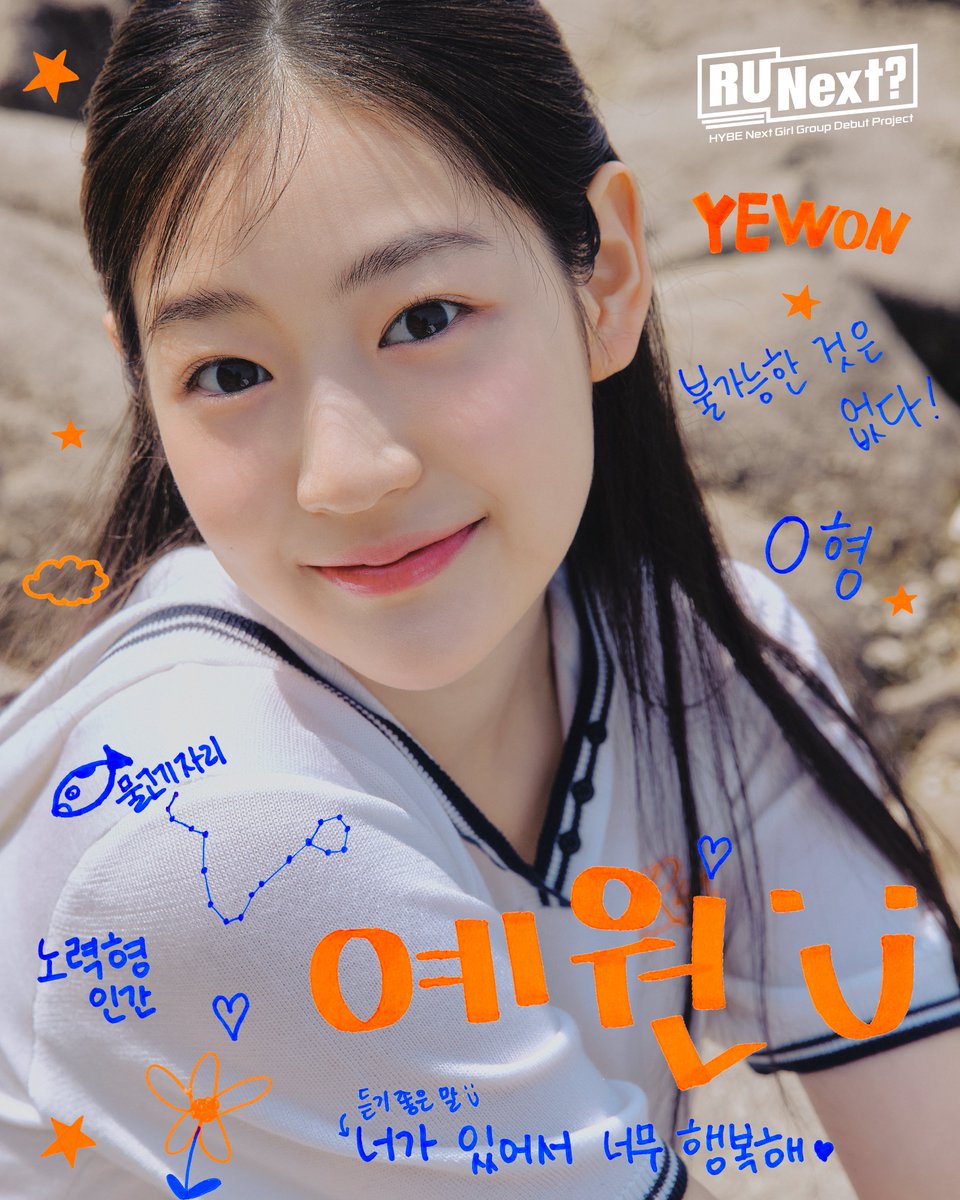 RU Next?
HYBE Next Girl Group Debut Project
YEWON
불가능한 것은
없다!
O형
물고기자리
노력형
인간
예원
듣기 좋은 말
너가 있어서 너무 행복해